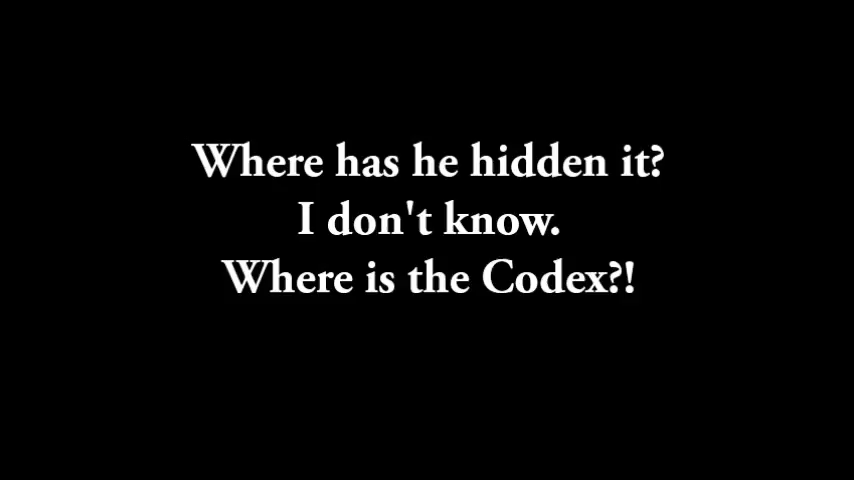 Where has he hidden it?
I don't know.
Where is the Codex?!